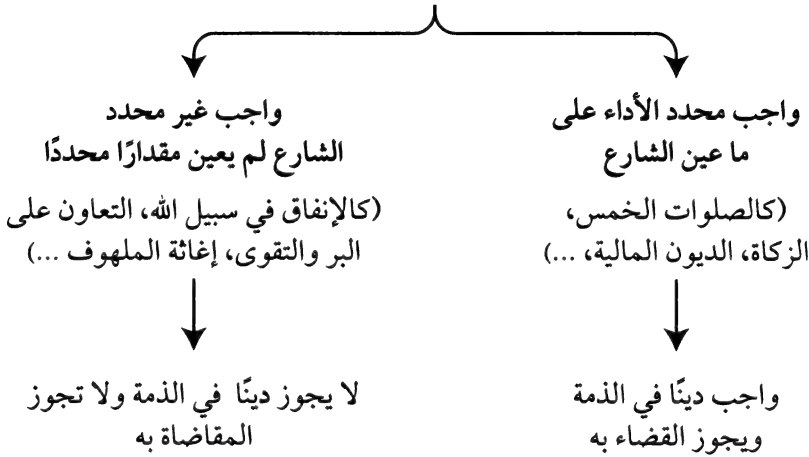 واجب محدد الأداء على
ما عين الشارع
(كالصلوات الخمس،
الزكاة، الديون المالية، ...)
واجب دينًا في الذمة
ويجوز القضاء به
واجب غير محدد
الشارع لم يعين مقدارًا محددًا
(كالإنفاق في سبيل الله، التعاون على
البر والتقوى، إغاثة الملهوف ...)
لا يجوز دينًا في الذمة ولا تجوز
المقاضاة به